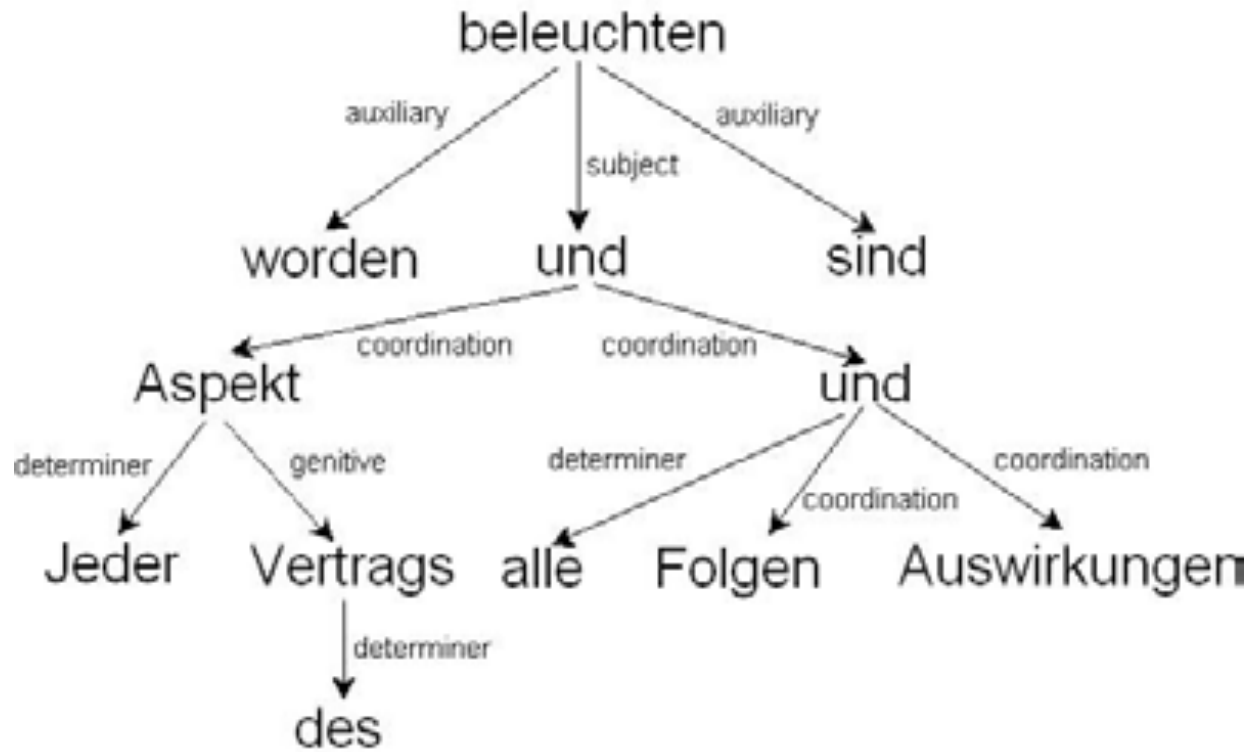 beleuchten
auxiliary
auxiliary
subject
worden und sind
coordination coordination
Aspekt und
determiner genitive determiner coordination
coordination
Jeder Vertrags alle Folgen Auswirkungen
determiner
des